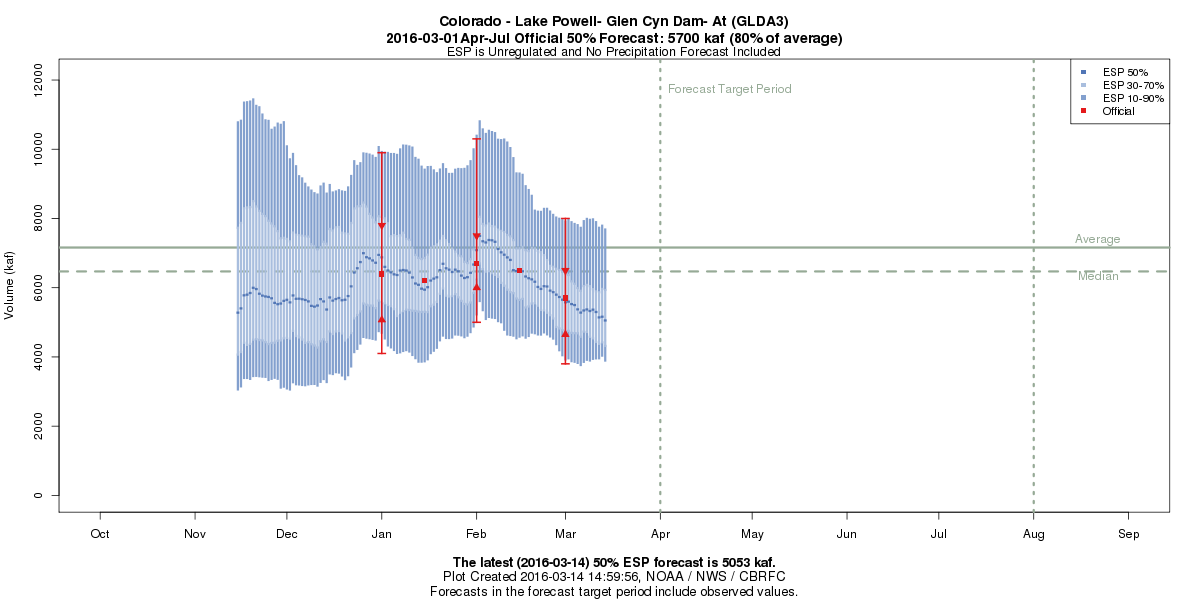 Colorado - Lake Powell- Glen Cyn Dam- At (GLDA3)
2016-03-01 Apr-Jul Official 50% Forecast: 5700 kaf (80% of average)
ESP is Unregulated and No Precipitation Forecast Included
ESP 50%
ESP 30-70%
ESP 10-90%
Official
Forecast Target Period
Average
Median
Volume (kaf)
12000
10000
8000
6000
4000
2000
0
Oct Nov Dec Jan Feb Mar Apr May Jun Jul Aug Sep
The latest (2016-03-14) 50% ESP forecast is 5053 kaf.
Plot Created 2016-03-14 14:59:56, NOAA / NWS / CBRFC
Forecasts in the forecast target period include observed values.